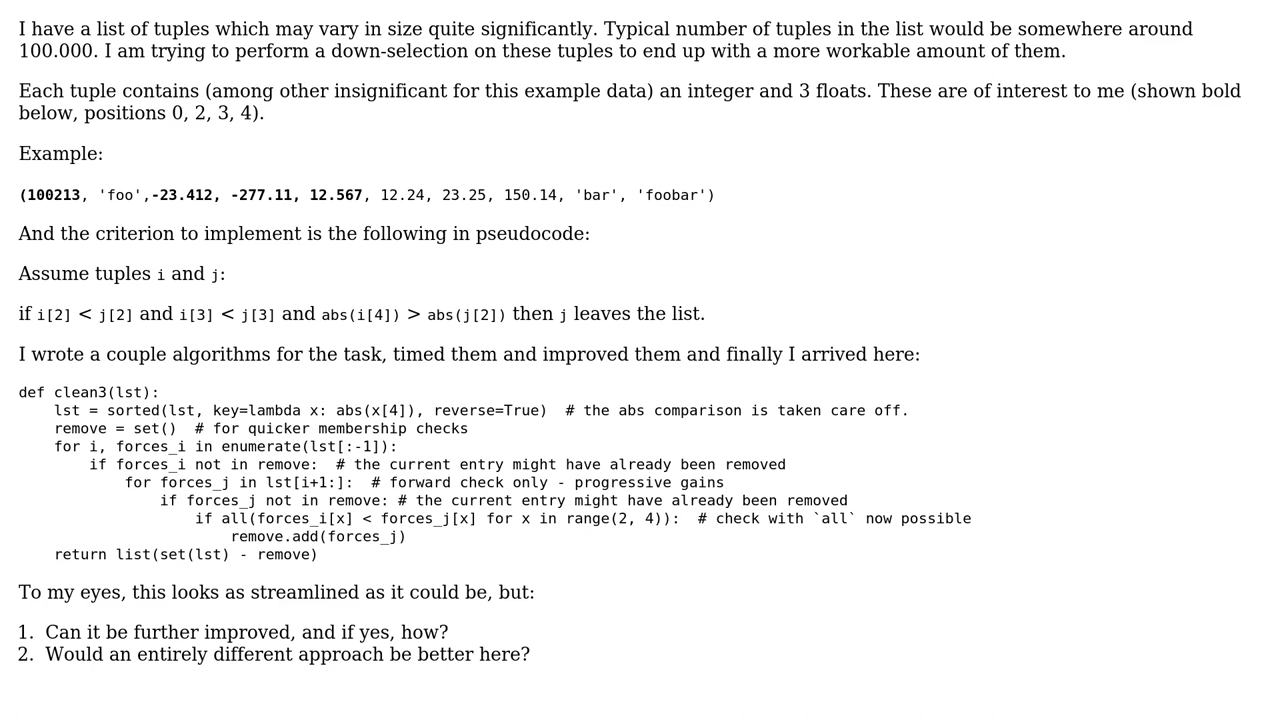 I have a list of tuples which may vary in size quite significantly. Typical number of tuples in the list would be somewhere around
100.000. I am trying to perform a down-selection on these tuples to end up with a more workable amount of them.
Each tuple contains (among other insignificant for this example data) an integer and 3 floats. These are of interest to me (shown bold
below, positions 0, 2, 3, 4).
Example:
(100213, 'foo',-23.412, -277.11, 12.567, 12.24, 23.25, 150.14, 'bar', 'foobar')
And the criterion to implement is the following in pseudocode:
Assume tuples i and j:
if i[2] < j[2] and i[3] < j[3] and abs(i[4]) > abs(j[2]) then j leaves the list.
I wrote a couple algorithms for the task, timed them and improved them and finally I arrived here:
def clean3(lst):
    lst = sorted(lst, key=lambda x: abs(x[4]), reverse=True)  # the abs comparison is taken care off.
    remove = set()  # for quicker membership checks
    for i, forces_i in enumerate(lst[:-1]):
        if forces_i not in remove:  # the current entry might have already been removed
            for forces_j in lst[i+1:]:  # forward check only - progressive gains
                if forces_j not in remove: # the current entry might have already been removed
                    if all(forces_i[x] < forces_j[x] for x in range(2, 4)):  # check with `all` now possible
                        remove.add(forces_j)
    return list(set(lst) - remove)
To my eyes, this looks as streamlined as it could be, but:
1. Can it be further improved, and if yes, how?
2. Would an entirely different approach be better here?